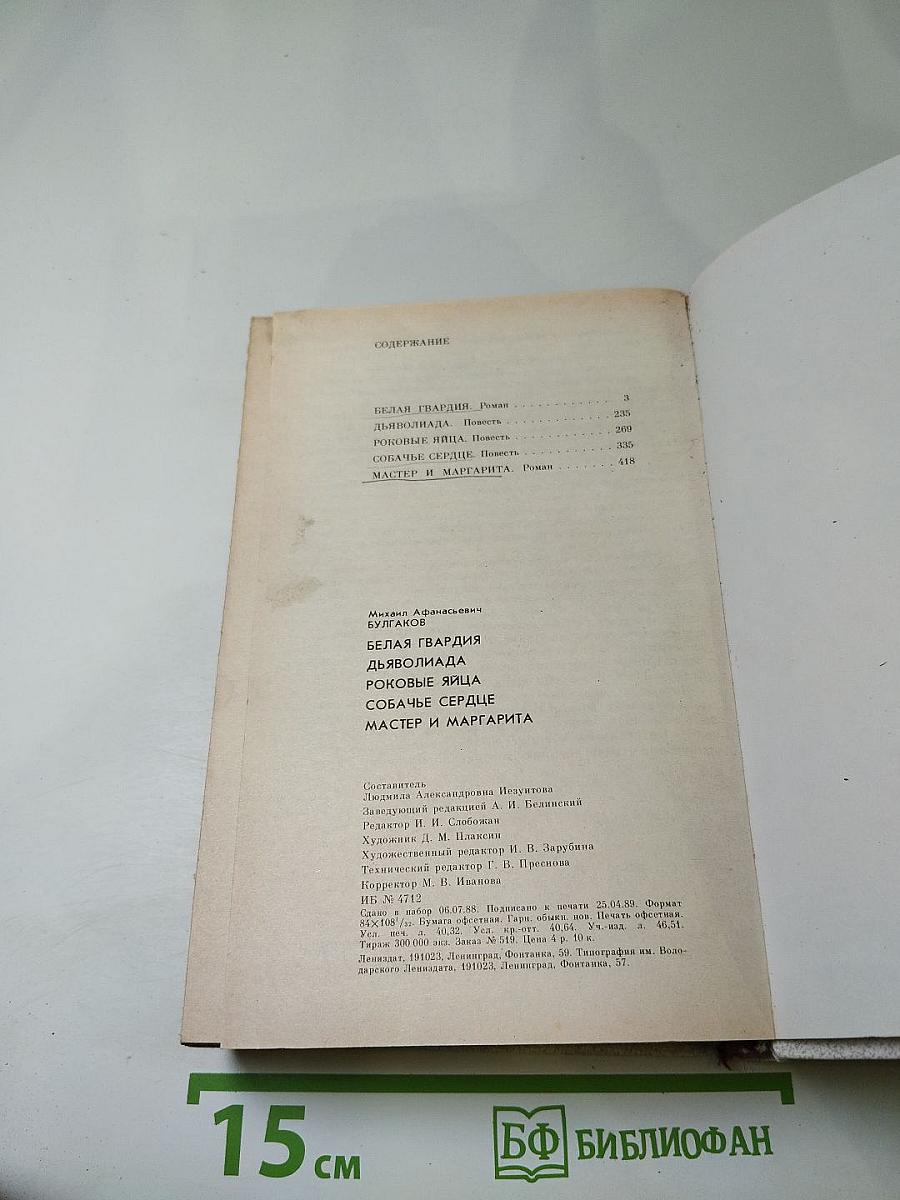 СОДЕРЖАНИЕ
БЕЛАЯ ГВАРДИЯ. Роман . . . . . . . . . . . . 3
ДЬЯВОЛИАДА. Повесть . . . . . . . . . . . . 235
РОКОВЫЕ ЯЙЦА. Повесть . . . . . . . . . . . 269
СОБАЧЬЕ СЕРДЦЕ. Повесть . . . . . . . . . . 335
МАСТЕР И МАРГАРИТА. Роман . . . . . . . 418
Михаил Афанасьевич
БУЛГАКОВ
БЕЛАЯ ГВАРДИЯ
ДЬЯВОЛИАДА
РОКОВЫЕ ЯЙЦА
СОБАЧЬЕ СЕРДЦЕ
МАСТЕР И МАРГАРИТА
Составитель
Людмила Александровна Иезуитова
Заведующий редакцией А. И. Белинский
Редактор И. И. Слобожан
Художник Д. М. Плаксин
Художественный редактор И. В. Зарубина
Технический редактор Г. В. Преснова
Корректор М. В. Иванова
ИБ № 4712
Сдано в набор 06.07.88. Подписано к печати 25.04.89. Формат
84×108¹/₃₂. Бумага офсетная. Гарн. обыкн. нов. Печать офсетная.
Усл. печ. л. 40,32. Усл. кр.-отт. 40,64. Уч.-изд. л. 46,51.
Тираж 300 000 экз. Заказ № 519. Цена 4 р. 10 к.
Лениздат, 191023, Ленинград, Фонтанка, 59. Типография им. Воло-
дарского Лениздата, 191023, Ленинград, Фонтанка, 57.
15 см
БФ БИБЛИОФАН